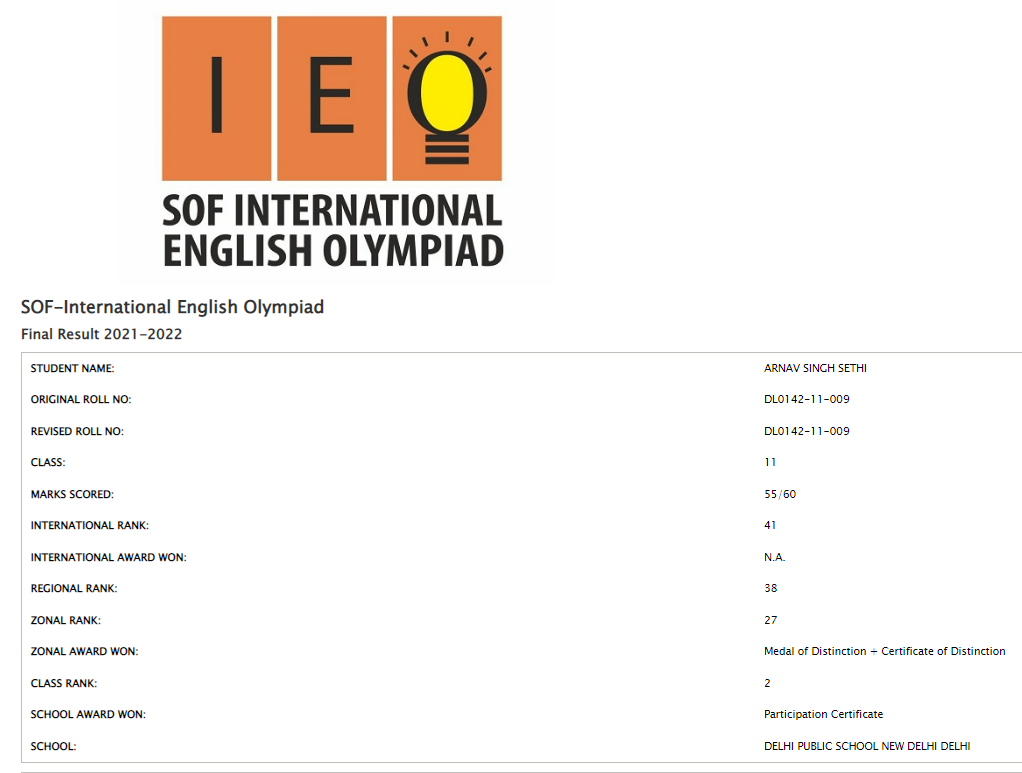 IEO
SOF INTERNATIONAL
ENGLISH OLYMPIAD
SOF-International English Olympiad
Final Result 2021-2022
STUDENT NAME: ARNAV SINGH SETHI
ORIGINAL ROLL NO: DL0142-11-009
REVISED ROLL NO: DL0142-11-009
CLASS: 11
MARKS SCORED: 55/60
INTERNATIONAL RANK: 41
INTERNATIONAL AWARD WON: N.A.
REGIONAL RANK: 38
ZONAL RANK: 27
ZONAL AWARD WON: Medal of Distinction + Certificate of Distinction
CLASS RANK: 2
SCHOOL AWARD WON: Participation Certificate
SCHOOL: DELHI PUBLIC SCHOOL NEW DELHI DELHI